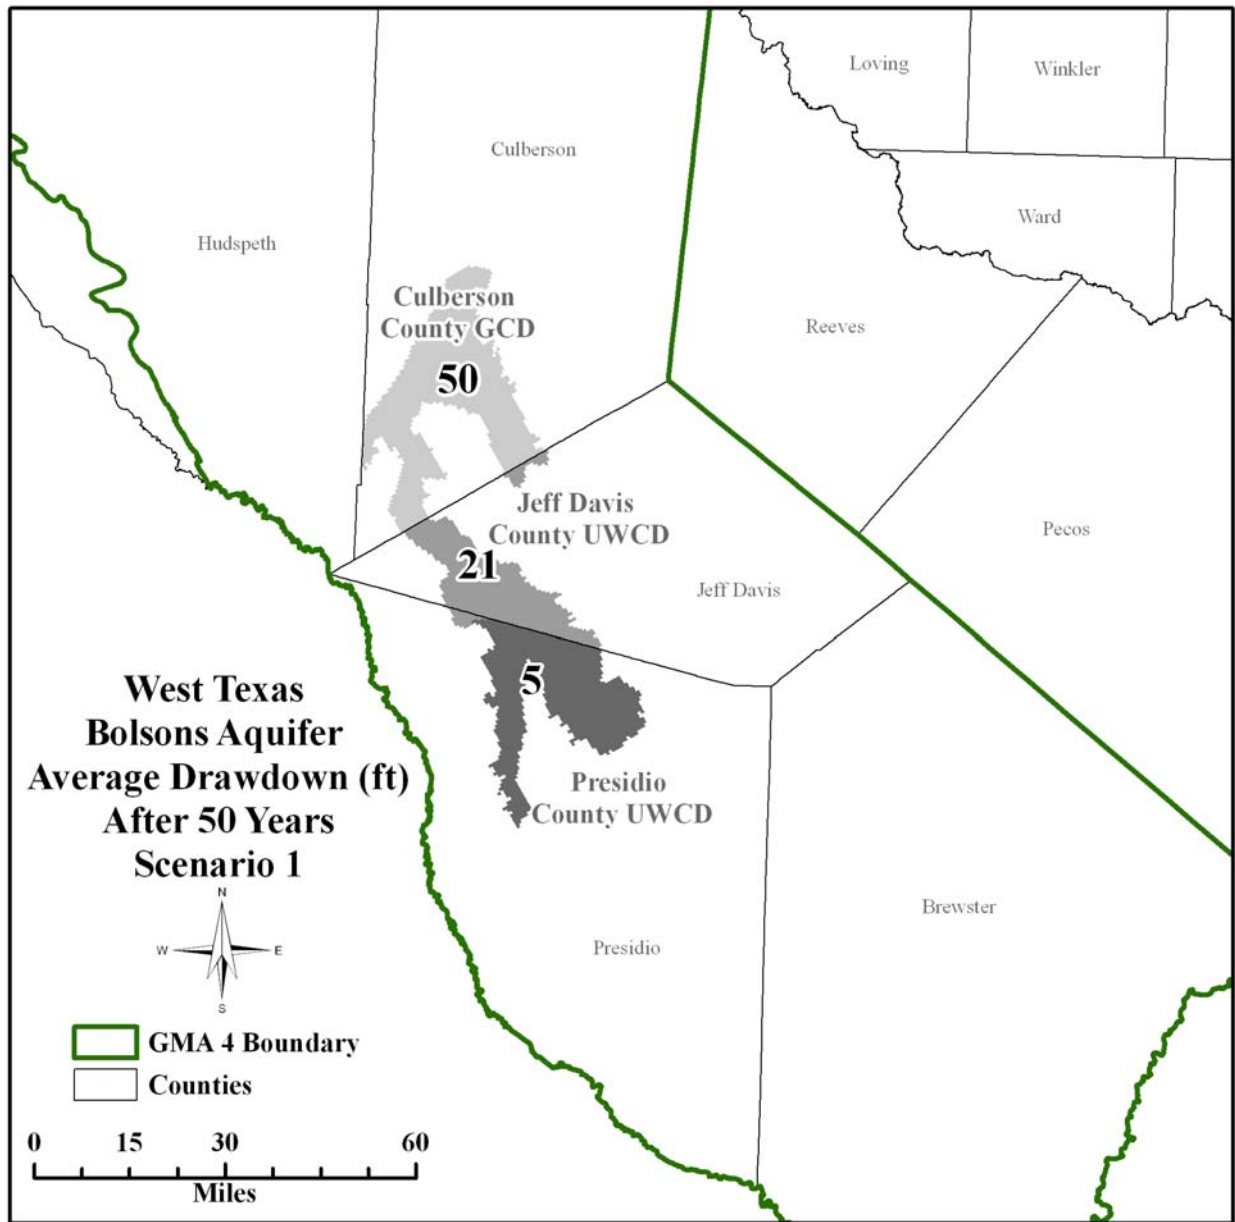 Loving
Winkler
Culberson
Ward
Hudspeth
Culberson
County GCD
Reeves
50
Jeff Davis
County UWCD
Pecos
21
Jeff Davis
5
West Texas
Bolsons Aquifer
Average Drawdown (ft)
After 50 Years
Scenario 1
Presidio
County UWCD
N
W
E
S
Brewster
Presidio
GMA 4 Boundary
Counties
0 15 30 60
Miles